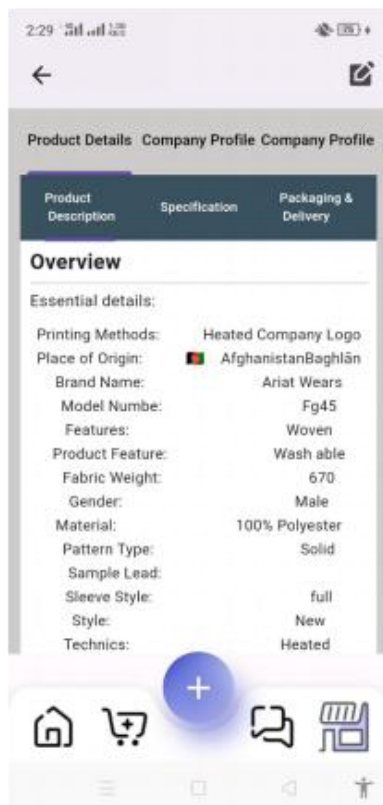 2:29
Product Details Company Profile Company Profile
Product Description Specification Packaging & Delivery
Overview
Essential details:
Printing Methods: Heated Company Logo
Place of Origin: AfghanistanBaghlān
Brand Name: Ariat Wears
Model Numbe: Fg45
Features: Woven
Product Feature: Wash able
Fabric Weight: 670
Gender: Male
Material: 100% Polyester
Pattern Type: Solid
Sample Lead:
Sleeve Style: full
Style: New
Technics: Heated
+